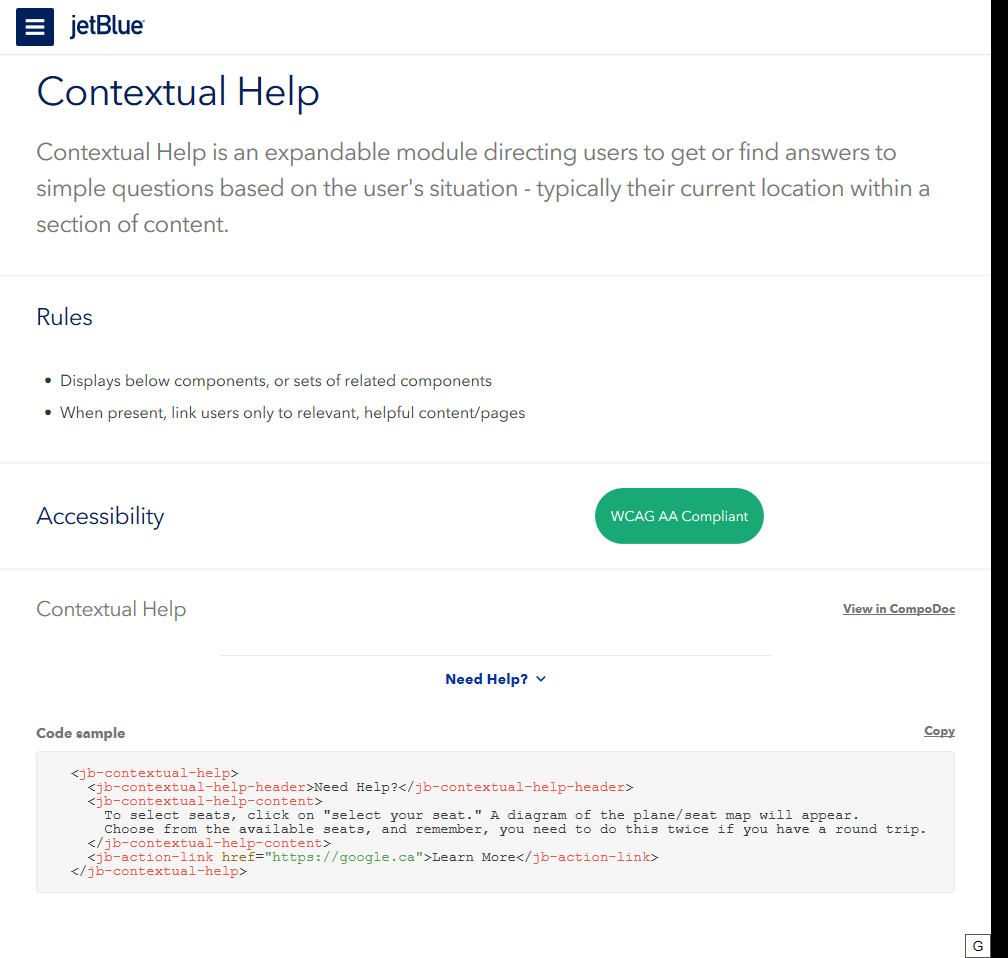 jetBlue
Contextual Help
Contextual Help is an expandable module directing users to get or find answers to
simple questions based on the user's situation - typically their current location within a
section of content.
Rules
• Displays below components, or sets of related components
• When present, link users only to relevant, helpful content/pages
Accessibility
WCAG AA Compliant
Contextual Help
View in CompoDoc
Need Help?
Code sample
Copy
<jb-contextual-help>
  <jb-contextual-help-header>Need Help?</jb-contextual-help-header>
  <jb-contextual-help-content>
    To select seats, click on "select your seat." A diagram of the plane/seat map will appear.
    Choose from the available seats, and remember, you need to do this twice if you have a round trip.
  </jb-contextual-help-content>
  <jb-action-link href="https://google.ca">Learn More</jb-action-link>
</jb-contextual-help>
G